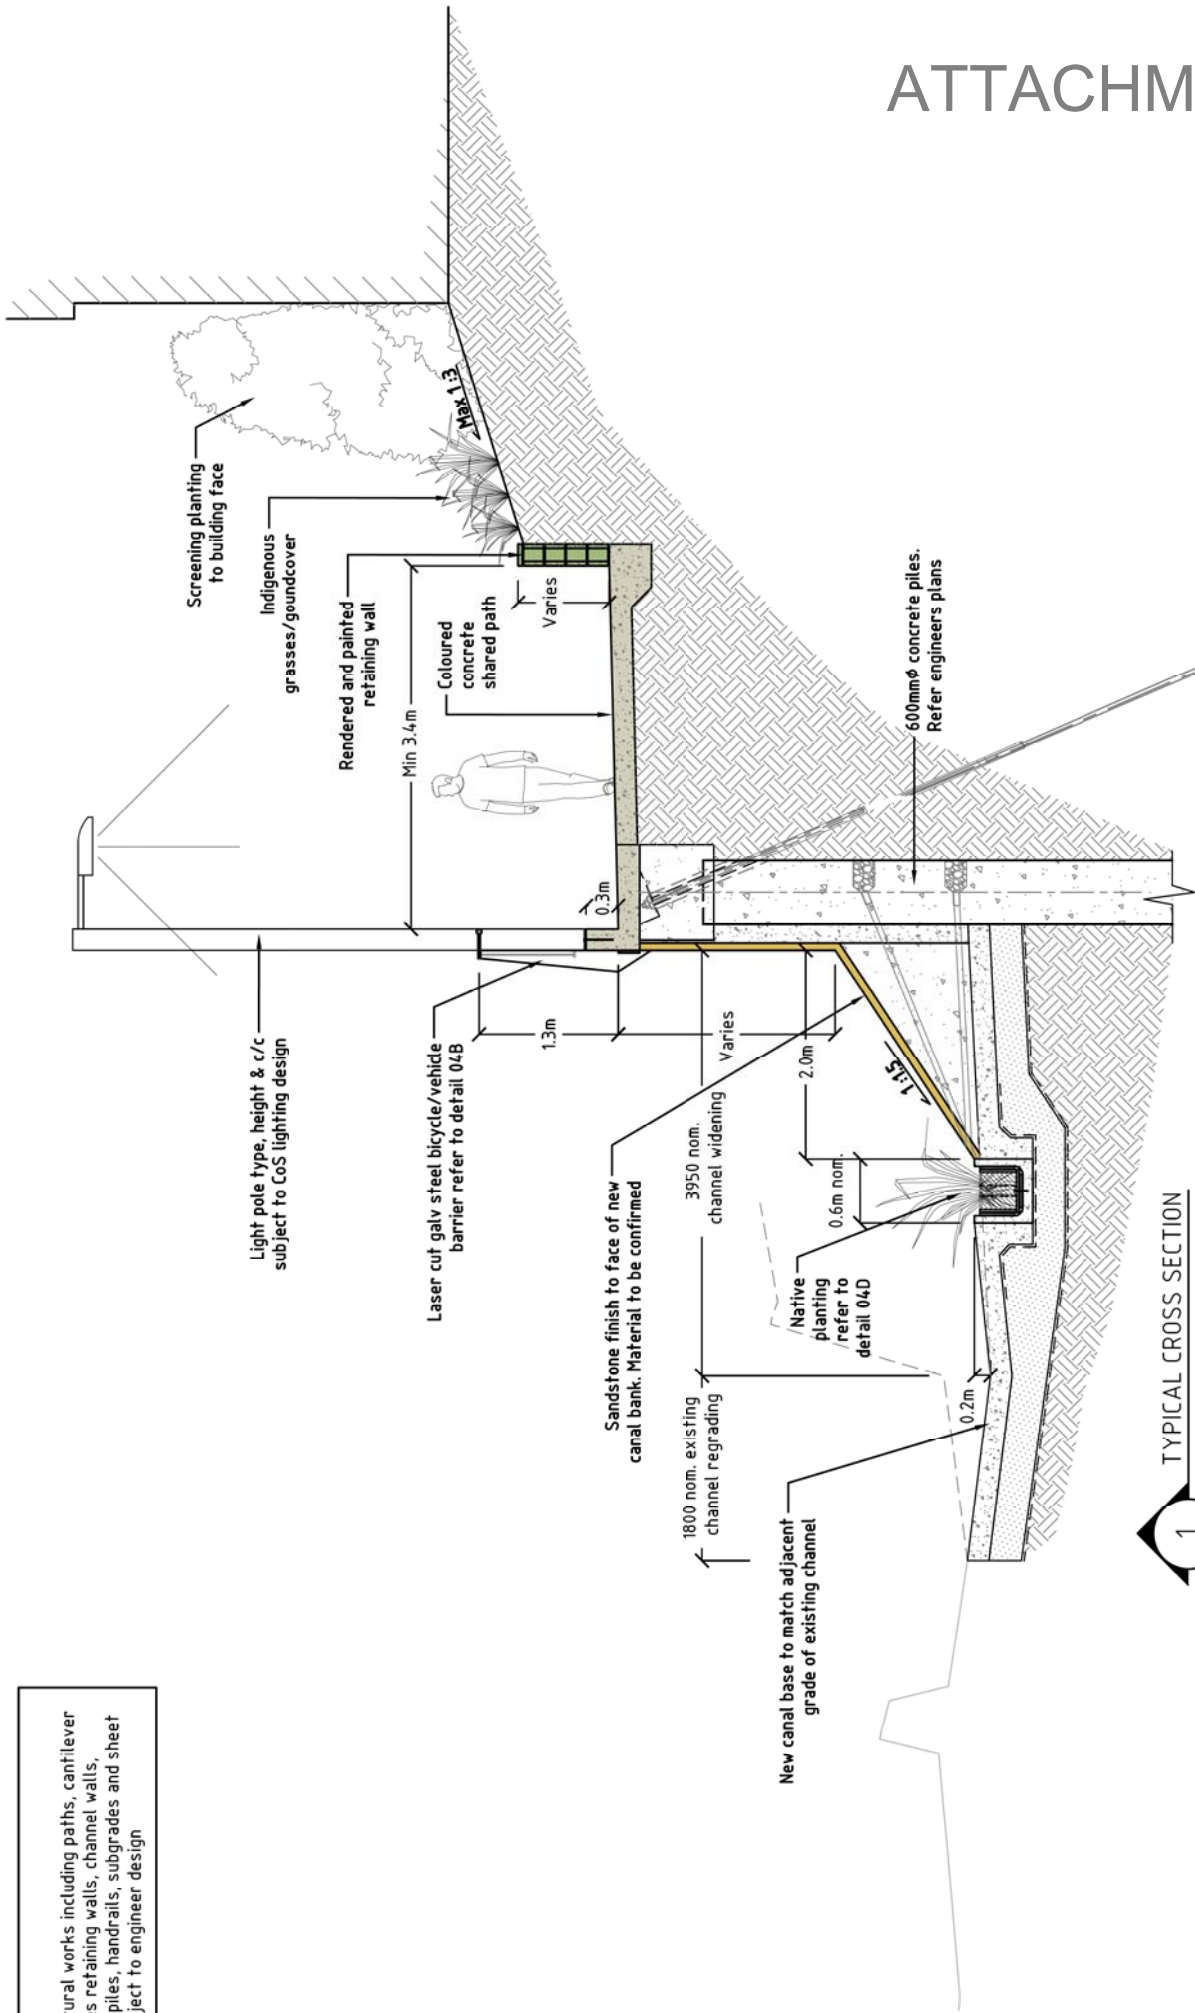 ATTACHM
Screening planting
to building face
Indigenous
grasses/goundcover
Max 1:3
Rendered and painted
retaining wall
Min 3.4m
Varies
Coloured
concrete
shared path
600mmϕ concrete piles.
Refer engineers plans
0.3m
Light pole type, height & c/c
subject to CoS lighting design
Laser cut galv steel bicycle/vehicle
barrier refer to detail 04B
1.3m
Varies
Sandstone finish to face of new
canal bank. Material to be confirmed
3950 nom.
channel widening
2.0m
1:1.5
0.6m nom.
Native
planting
refer to
detail 04D
1800 nom. existing
channel regrading
0.2m
New canal base to match adjacent
grade of existing channel
TYPICAL CROSS SECTION
1
ural works including paths, cantilever
es retaining walls, channel walls,
piles, handrails, subgrades and sheet
ject to engineer design